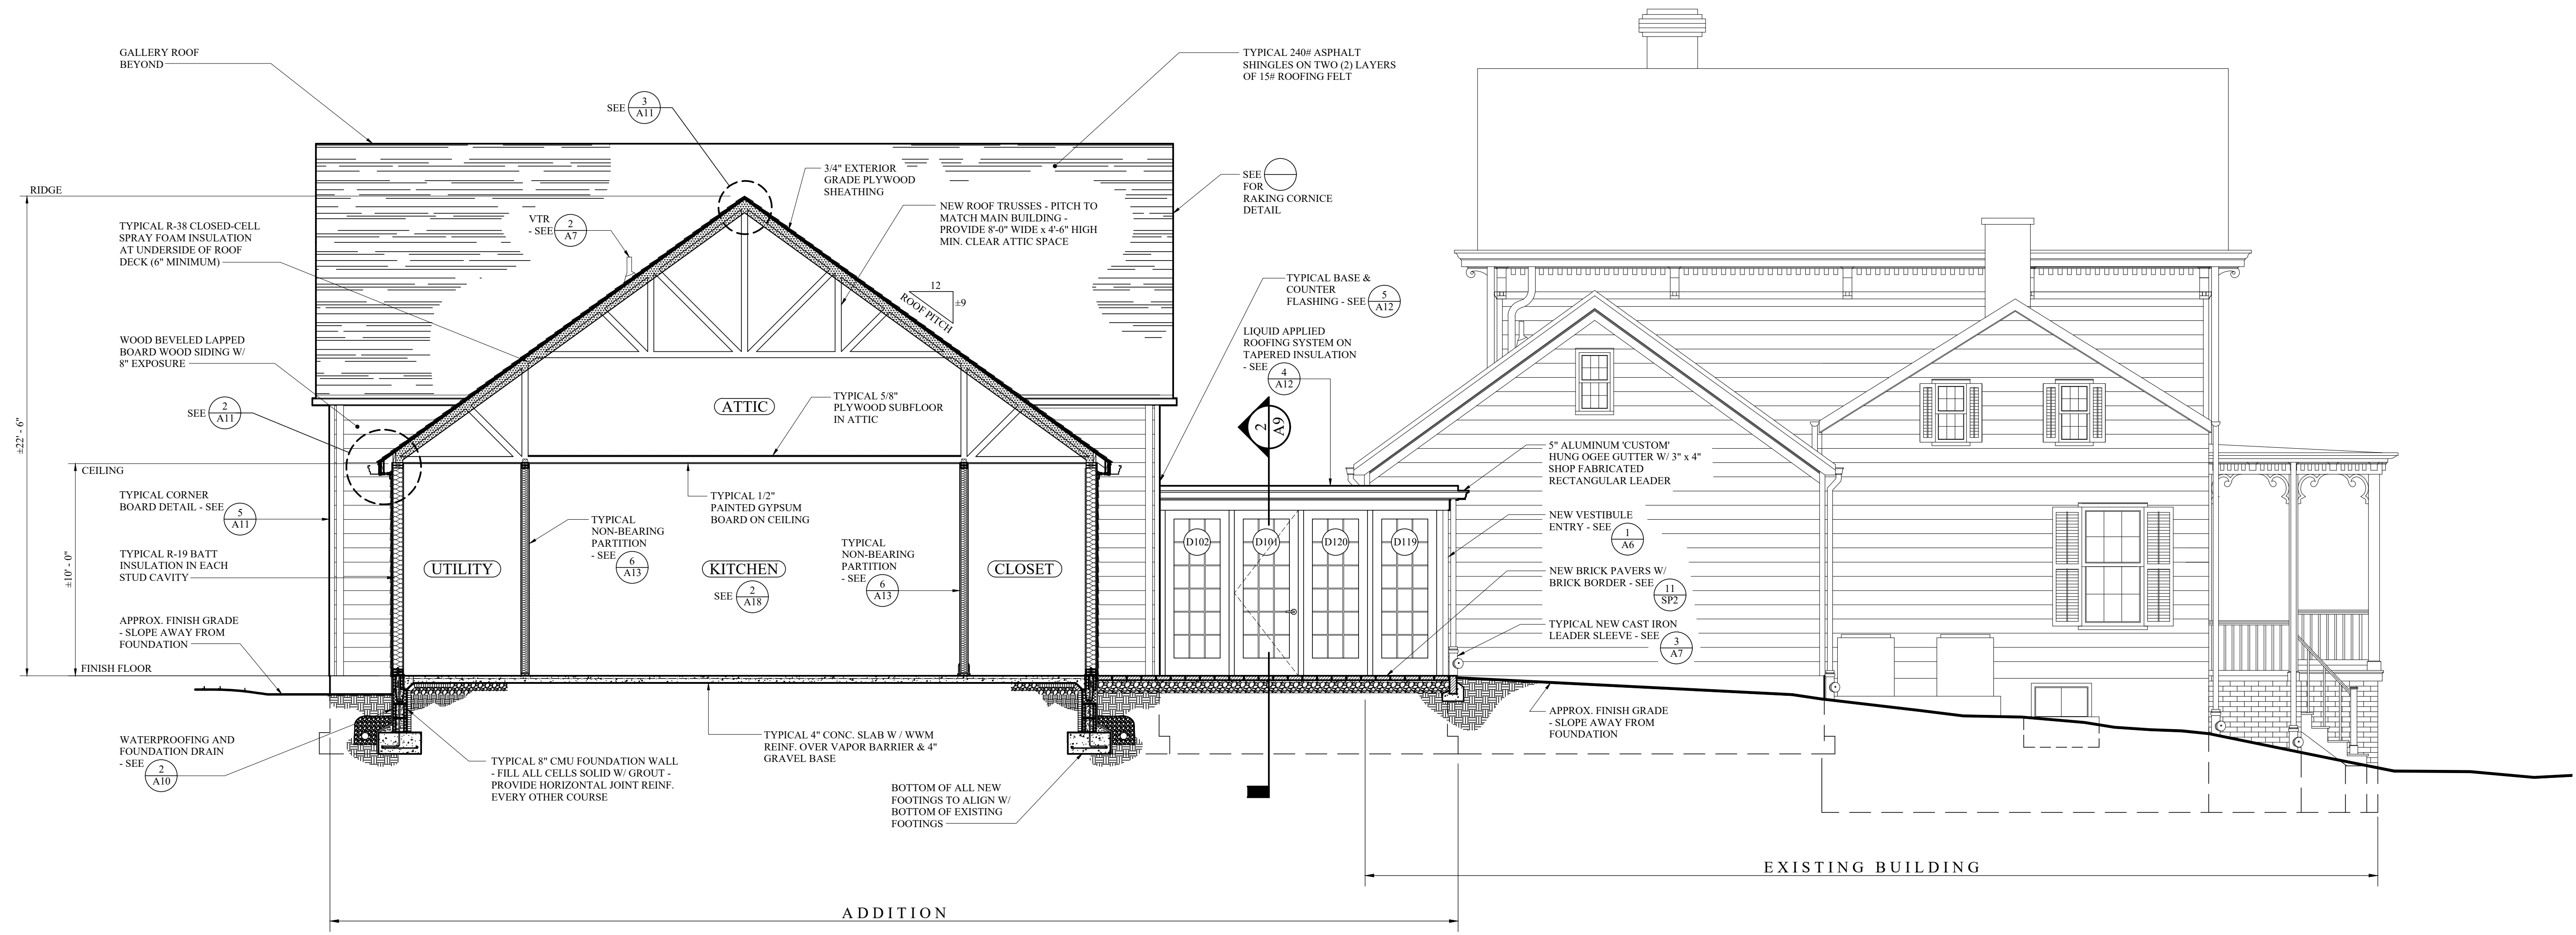 GALLERY ROOF
BEYOND
SEE 3
A11
TYPICAL 240# ASPHALT
SHINGLES ON TWO (2) LAYERS
OF 15# ROOFING FELT
RIDGE
3/4" EXTERIOR
GRADE PLYWOOD
SHEATHING
SEE
FOR
RAKING CORNICE
DETAIL
TYPICAL R-38 CLOSED-CELL
SPRAY FOAM INSULATION
AT UNDERSIDE OF ROOF
DECK (6" MINIMUM)
VTR
- SEE 2
A7
NEW ROOF TRUSSES - PITCH TO
MATCH MAIN BUILDING -
PROVIDE 8'-0" WIDE x 4'-6" HIGH
MIN. CLEAR ATTIC SPACE
12
±9
ROOF PITCH
TYPICAL BASE &
COUNTER
FLASHING - SEE 5
A12
LIQUID APPLIED
ROOFING SYSTEM ON
TAPERED INSULATION
- SEE
4
A12
WOOD BEVELED LAPPED
BOARD WOOD SIDING W/
8" EXPOSURE
SEE 2
A11
ATTIC
TYPICAL 5/8"
PLYWOOD SUBFLOOR
IN ATTIC
2
A9
±22' - 6"
CEILING
5" ALUMINUM 'CUSTOM'
HUNG OGEE GUTTER W/ 3" x 4"
SHOP FABRICATED
RECTANGULAR LEADER
TYPICAL CORNER
BOARD DETAIL - SEE 5
A11
TYPICAL 1/2"
PAINTED GYPSUM
BOARD ON CEILING
TYPICAL
NON-BEARING
PARTITION
- SEE 6
A13
TYPICAL
NON-BEARING
PARTITION
- SEE 6
A13
NEW VESTIBULE
ENTRY - SEE 1
A6
D102
D101
D120
D119
±10' - 0"
TYPICAL R-19 BATT
INSULATION IN EACH
STUD CAVITY
UTILITY
KITCHEN
SEE 2
A18
CLOSET
NEW BRICK PAVERS W/
BRICK BORDER - SEE 11
SP2
APPROX. FINISH GRADE
- SLOPE AWAY FROM
FOUNDATION
TYPICAL NEW CAST IRON
LEADER SLEEVE - SEE 3
A7
FINISH FLOOR
APPROX. FINISH GRADE
- SLOPE AWAY FROM
FOUNDATION
WATERPROOFING AND
FOUNDATION DRAIN
- SEE 2
A10
TYPICAL 8" CMU FOUNDATION WALL
- FILL ALL CELLS SOLID W/ GROUT -
PROVIDE HORIZONTAL JOINT REINF.
EVERY OTHER COURSE
TYPICAL 4" CONC. SLAB W / WWM
REINF. OVER VAPOR BARRIER & 4"
GRAVEL BASE
BOTTOM OF ALL NEW
FOOTINGS TO ALIGN W/
BOTTOM OF EXISTING
FOOTINGS
EXISTING BUILDING
ADDITION